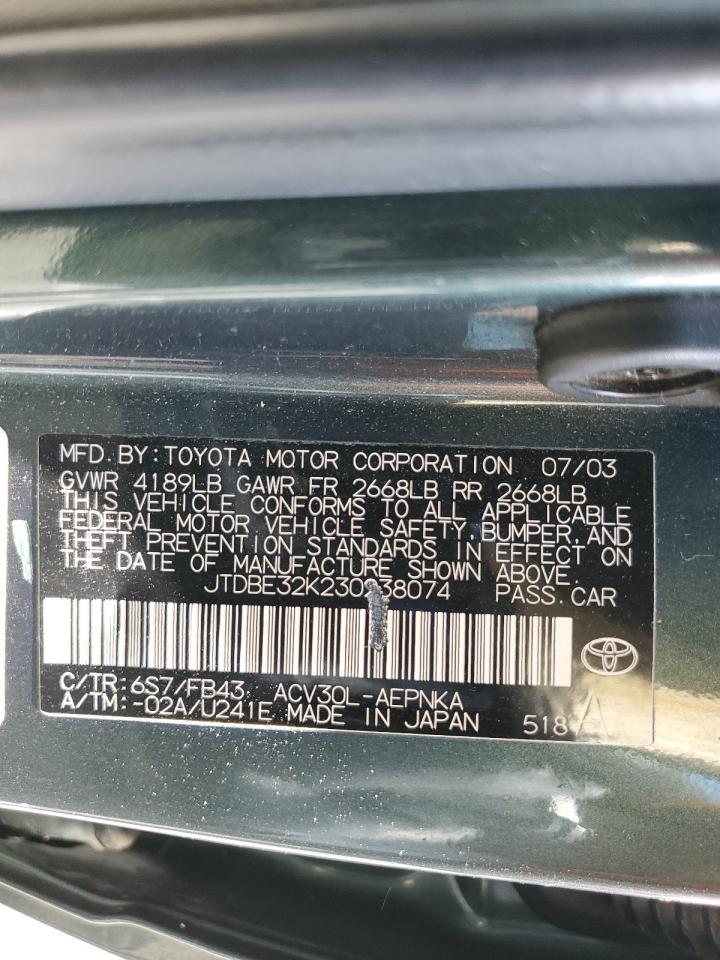 MFD. BY: TOYOTA MOTOR CORPORATION 07/03
GVWR 4189LB GAWR FR 2668LB RR 2668LB
THIS VEHICLE CONFORMS TO ALL APPLICABLE
FEDERAL MOTOR VEHICLE SAFETY, BUMPER, AND
THEFT PREVENTION STANDARDS IN EFFECT ON
THE DATE OF MANUFACTURE SHOWN ABOVE.
PASS. CAR
C/TR: 6S7/FB43 ACV30L-AEPNKA
A/TM: -02A/U241E MADE IN JAPAN 518 A